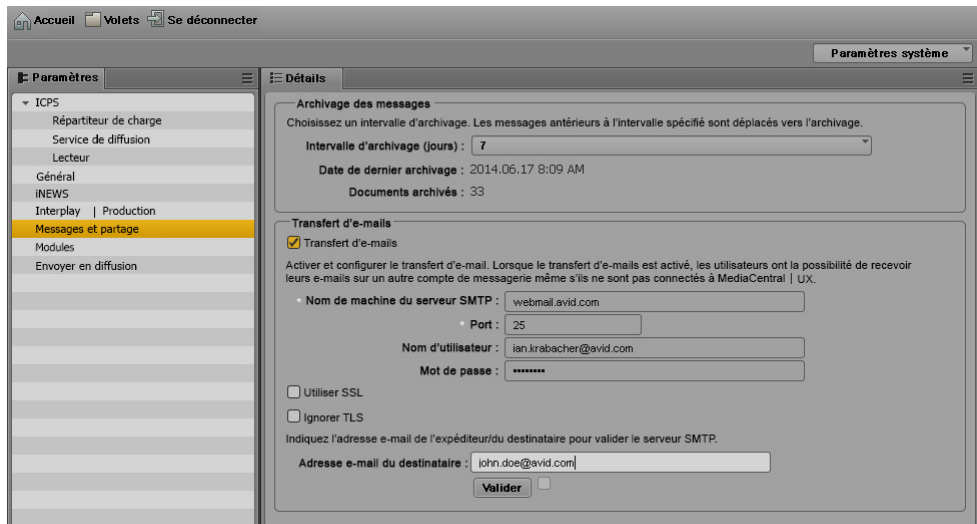 Accueil Volets Se déconnecter
Paramètres système
Paramètres
ICPS
Répartiteur de charge
Service de diffusion
Lecteur
Général
iNEWS
Interplay | Production
Messages et partage
Modules
Envoyer en diffusion
Détails
Archivage des messages
Choisissez un intervalle d'archivage. Les messages antérieurs à l'intervalle spécifié sont déplacés vers l'archivage.
Intervalle d'archivage (jours) : 7
Date de dernier archivage : 2014.06.17 8:09 AM
Documents archivés : 33
Transfert d'e-mails
Transfert d'e-mails
Activer et configurer le transfert d'e-mail. Lorsque le transfert d'e-mails est activé, les utilisateurs ont la possibilité de recevoir
leurs e-mails sur un autre compte de messagerie même s'ils ne sont pas connectés à MediaCentral | UX.
* Nom de machine du serveur SMTP : webmail.avid.com
* Port : 25
Nom d'utilisateur : ian.krabacher@avid.com
Mot de passe : ••••••••
Utiliser SSL
Ignorer TLS
Indiquez l'adresse e-mail de l'expéditeur/du destinataire pour valider le serveur SMTP.
Adresse e-mail du destinataire : john.doe@avid.com
Valider